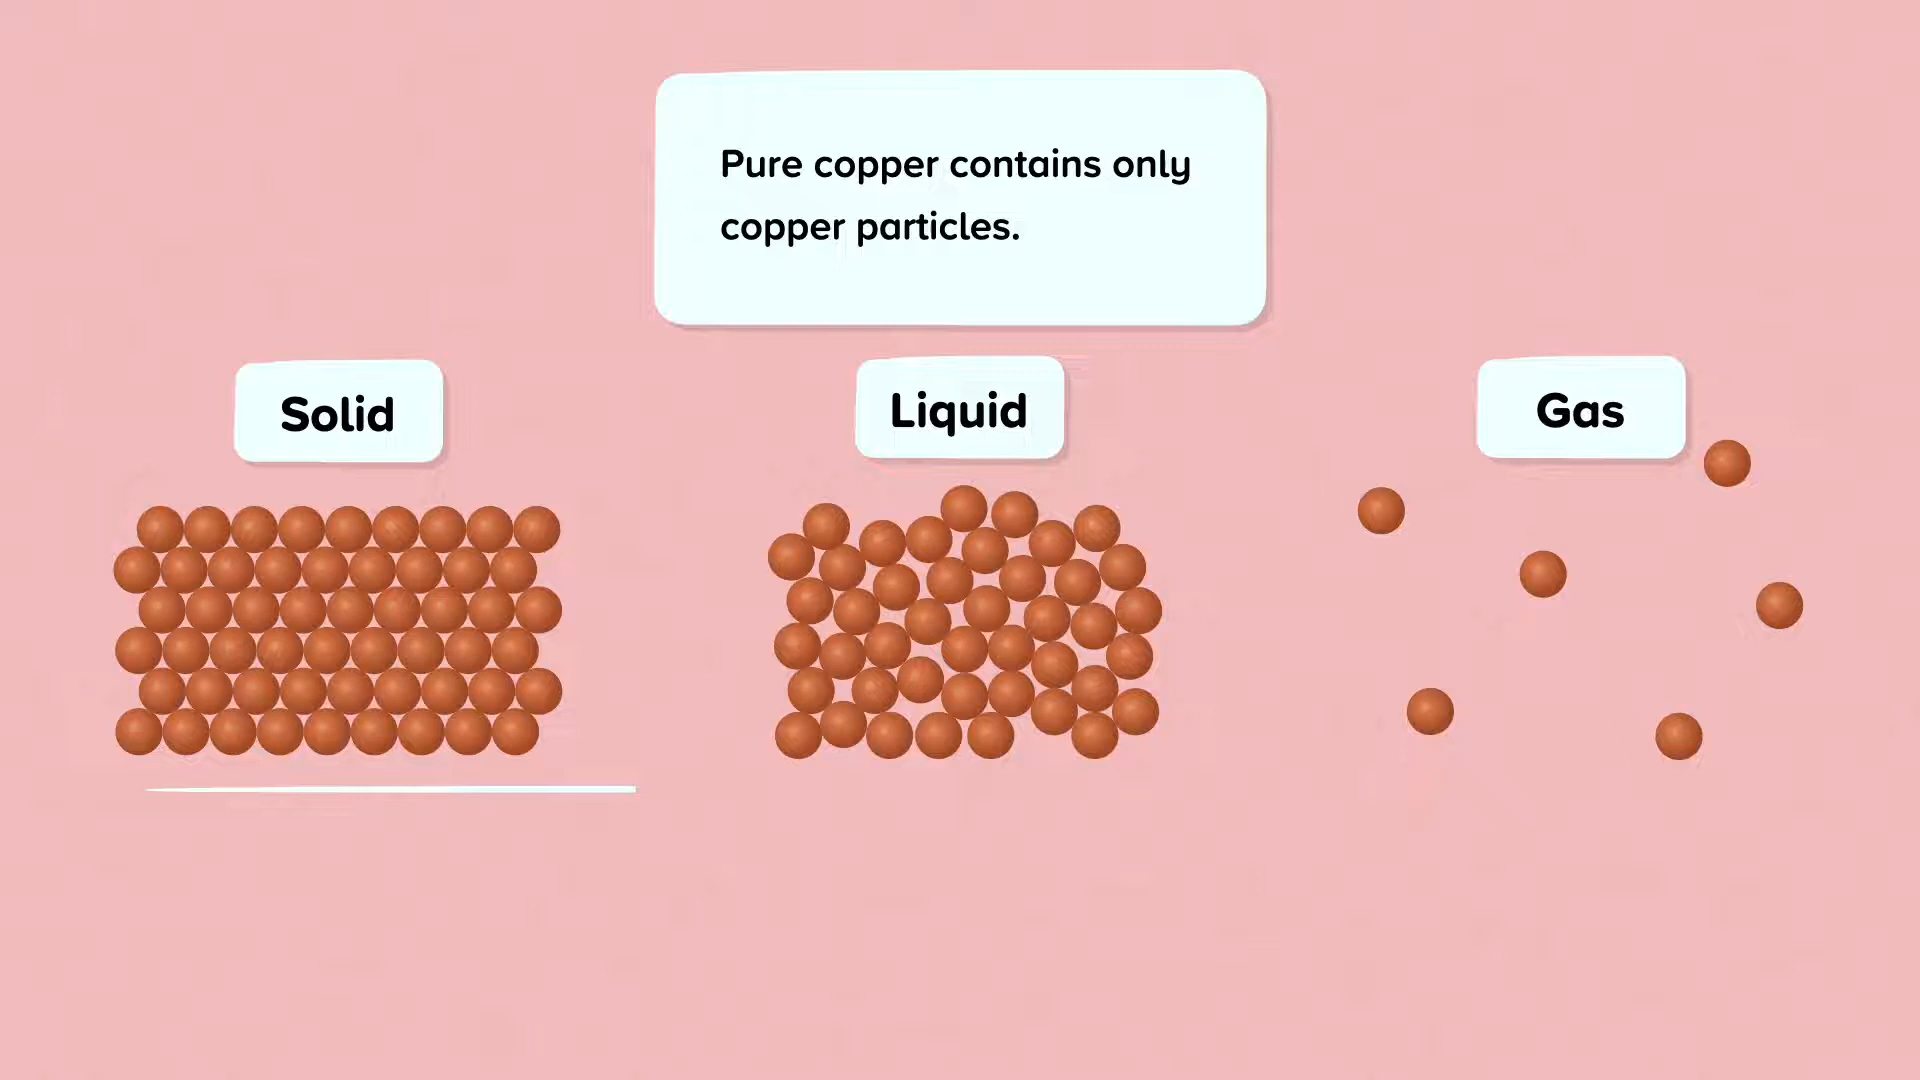 Pure copper contains only
copper particles.
Solid
Liquid
Gas